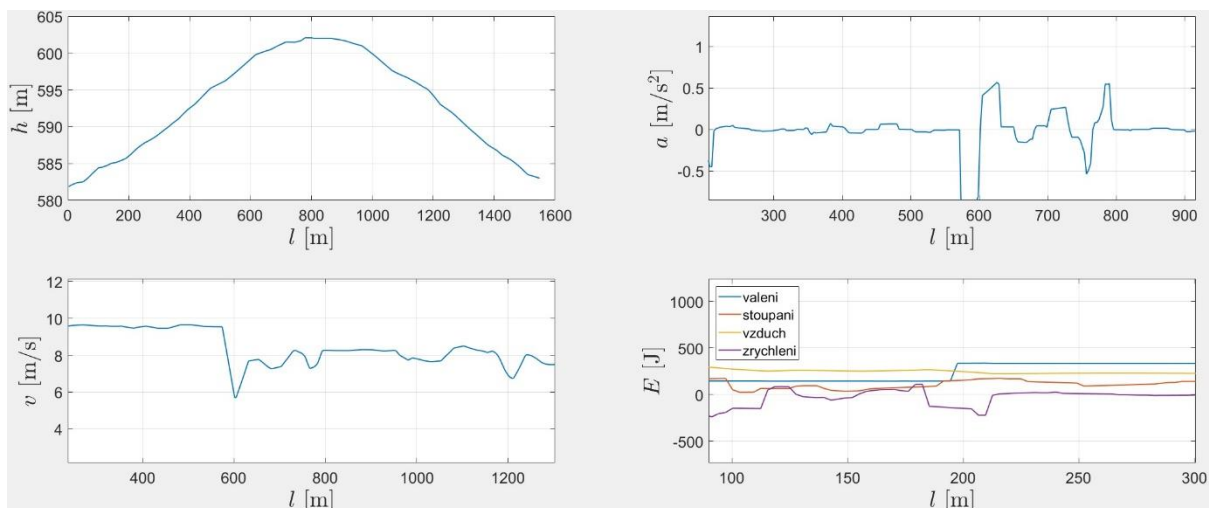 605
600
595
590
585
580
h [m]
0 200 400 600 800 1000 1200 1400 1600
l [m]
1
0.5
0
-0.5
a [m/s²]
300 400 500 600 700 800 900
l [m]
12
10
8
6
4
v [m/s]
400 600 800 1000 1200
l [m]
valeni
stoupani
vzduch
zrychleni
1000
500
0
-500
E [J]
100 150 200 250 300
l [m]